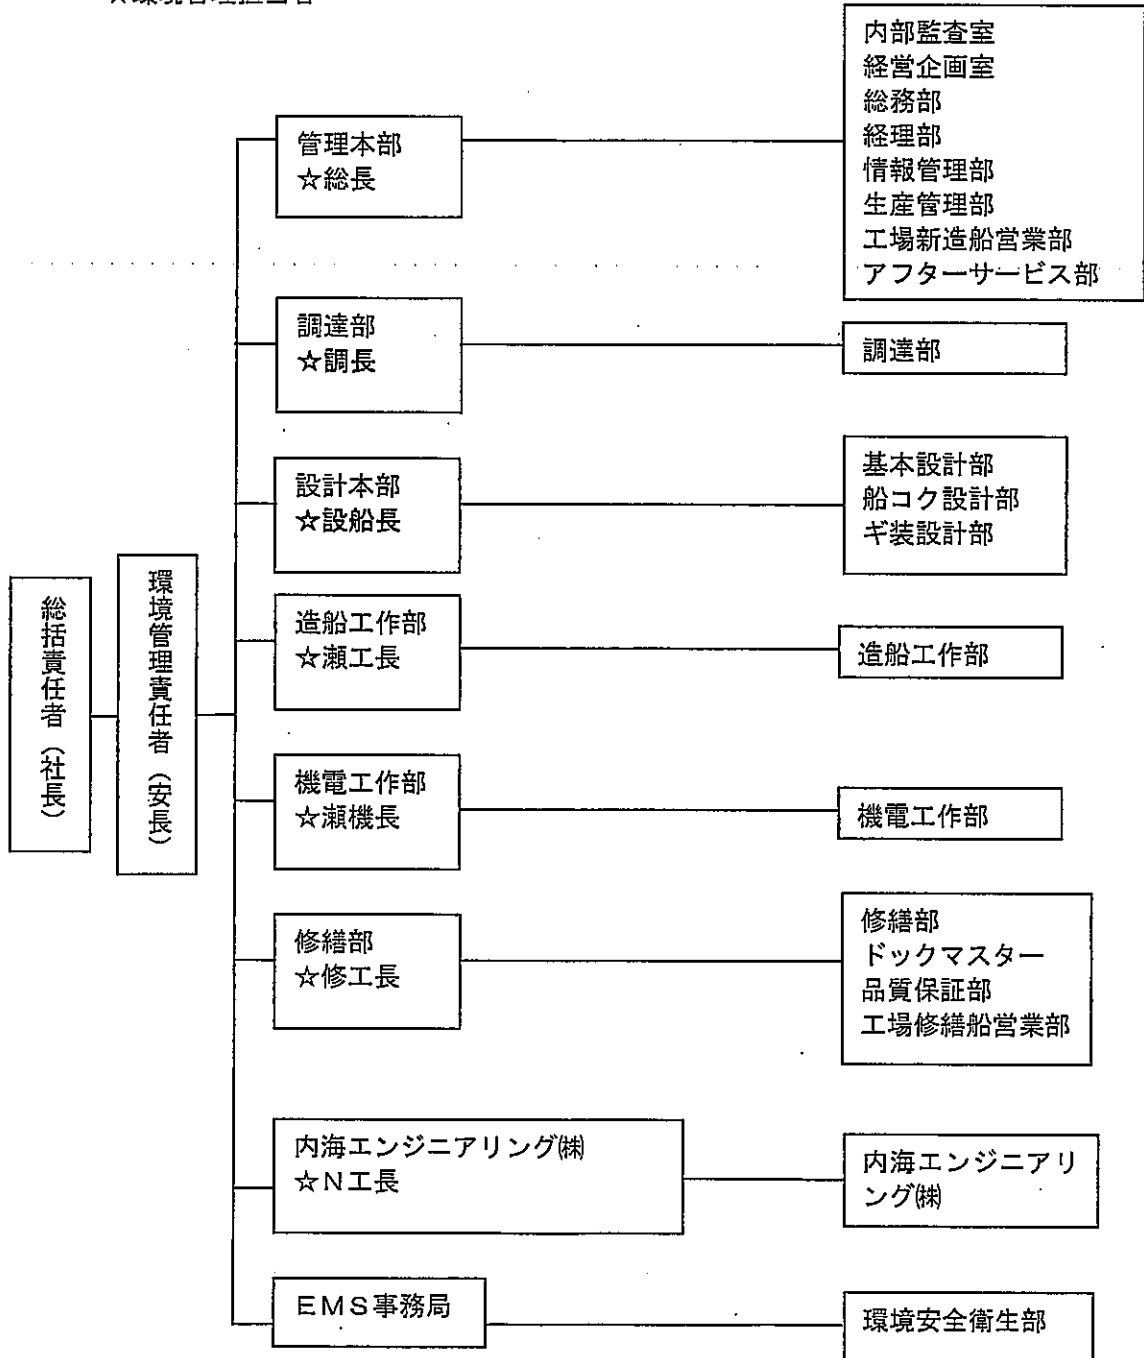 総括責任者（社長）
環境管理責任者（安長）
管理本部
☆総長
内部監査室
経営企画室
総務部
経理部
情報管理部
生産管理部
工場新造船営業部
アフターサービス部
調達部
☆調長
調達部
設計本部
☆設船長
基本設計部
船コク設計部
ギ装設計部
造船工作部
☆瀬工長
造船工作部
機電工作部
☆瀬機長
機電工作部
修繕部
☆修工長
修繕部
ドックマスター
品質保証部
工場修繕船営業部
内海エンジニアリング㈱
☆N工長
内海エンジニアリ
ング㈱
EMS事務局
環境安全衛生部